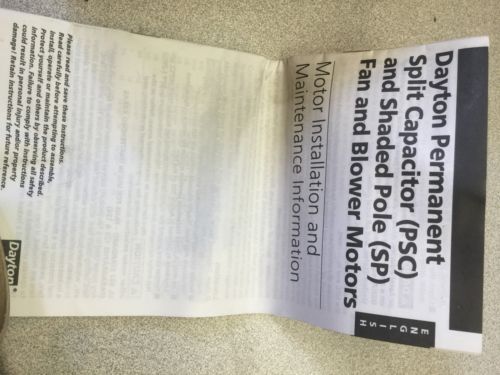 ENGLISH
Dayton Permanent
Split Capacitor (PSC)
and Shaded Pole (SP)
Fan and Blower Motors
Motor Installation and
Maintenance Information
Please read and save these instructions.
Read carefully before attempting to assemble,
install, operate or maintain the product described.
Protect yourself and others by observing all safety
information. Failure to comply with instructions
could result in personal injury and/or property
damage! Retain instructions for future reference.
Dayton®